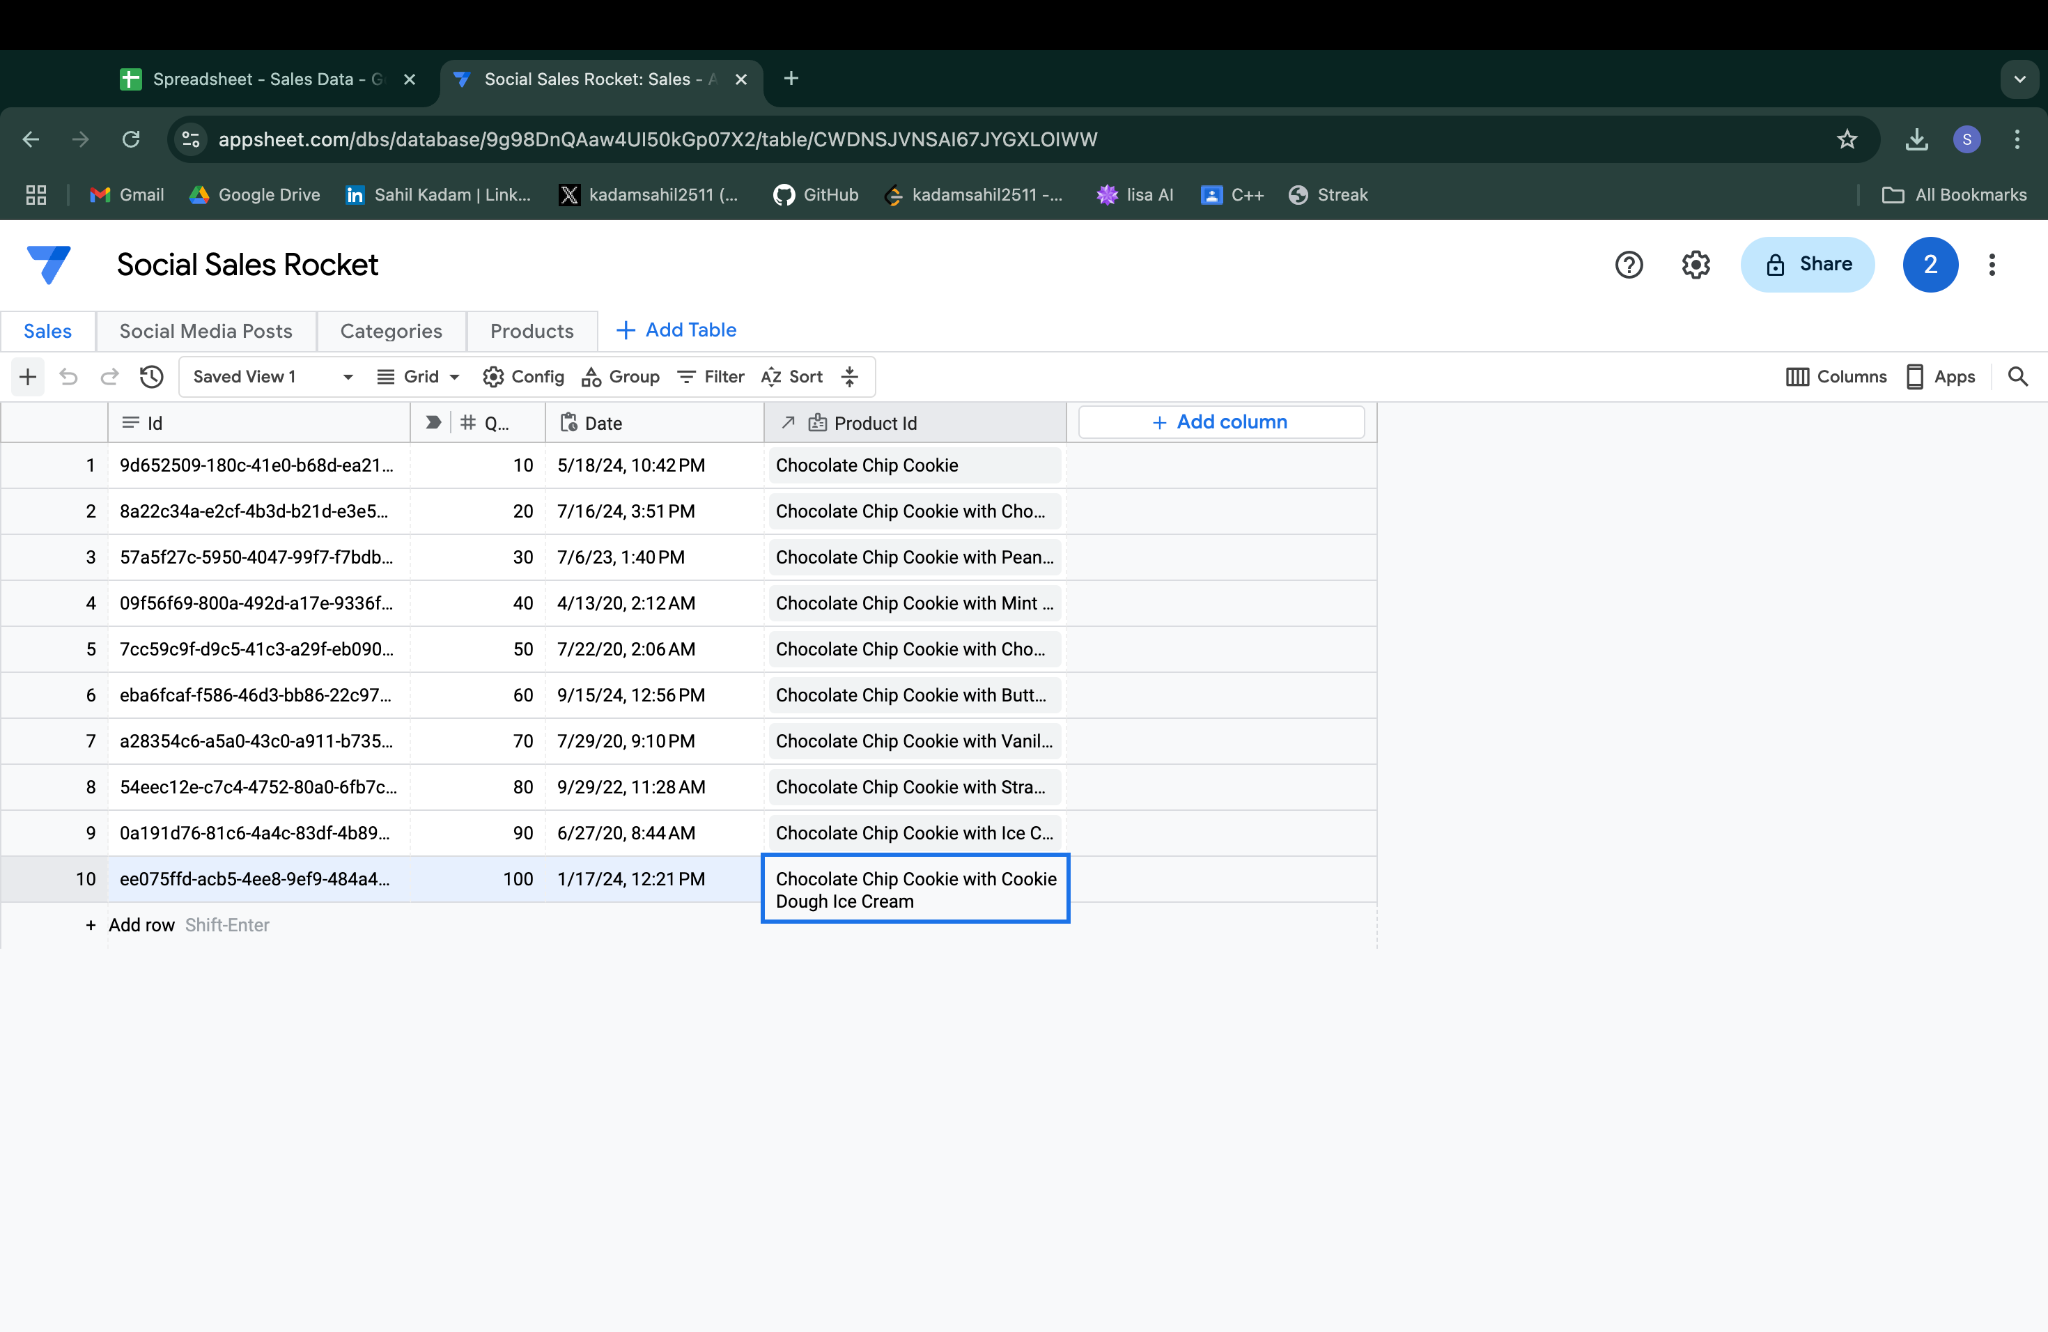 Spreadsheet - Sales Data - G
Social Sales Rocket: Sales - A
appsheet.com/dbs/database/9g98DnQAaw4UI50kGp07X2/table/CWDNSJVNSAI67JYGXLOIWW
S
Gmail
Google Drive
in Sahil Kadam | Link...
kadamsahil2511 (...
GitHub
kadamsahil2511 -...
lisa AI
C++
Streak
All Bookmarks
Social Sales Rocket
Share
2
Sales
Social Media Posts
Categories
Products
+ Add Table
Saved View 1
Grid
Config
Group
Filter
AZ Sort
Columns
Apps
Id # Q... Date Product Id + Add column
1 9d652509-180c-41e0-b68d-ea21... 10 5/18/24, 10:42 PM Chocolate Chip Cookie
2 8a22c34a-e2cf-4b3d-b21d-e3e5... 20 7/16/24, 3:51 PM Chocolate Chip Cookie with Cho...
3 57a5f27c-5950-4047-99f7-f7bdb... 30 7/6/23, 1:40 PM Chocolate Chip Cookie with Pean...
4 09f56f69-800a-492d-a17e-9336f... 40 4/13/20, 2:12 AM Chocolate Chip Cookie with Mint ...
5 7cc59c9f-d9c5-41c3-a29f-eb090... 50 7/22/20, 2:06 AM Chocolate Chip Cookie with Cho...
6 eba6fcaf-f586-46d3-bb86-22c97... 60 9/15/24, 12:56 PM Chocolate Chip Cookie with Butt...
7 a28354c6-a5a0-43c0-a911-b735... 70 7/29/20, 9:10 PM Chocolate Chip Cookie with Vanil...
8 54eec12e-c7c4-4752-80a0-6fb7c... 80 9/29/22, 11:28 AM Chocolate Chip Cookie with Stra...
9 0a191d76-81c6-4a4c-83df-4b89... 90 6/27/20, 8:44 AM Chocolate Chip Cookie with Ice C...
10 ee075ffd-acb5-4ee8-9ef9-484a4... 100 1/17/24, 12:21 PM Chocolate Chip Cookie with Cookie
Dough Ice Cream
+ Add row Shift-Enter